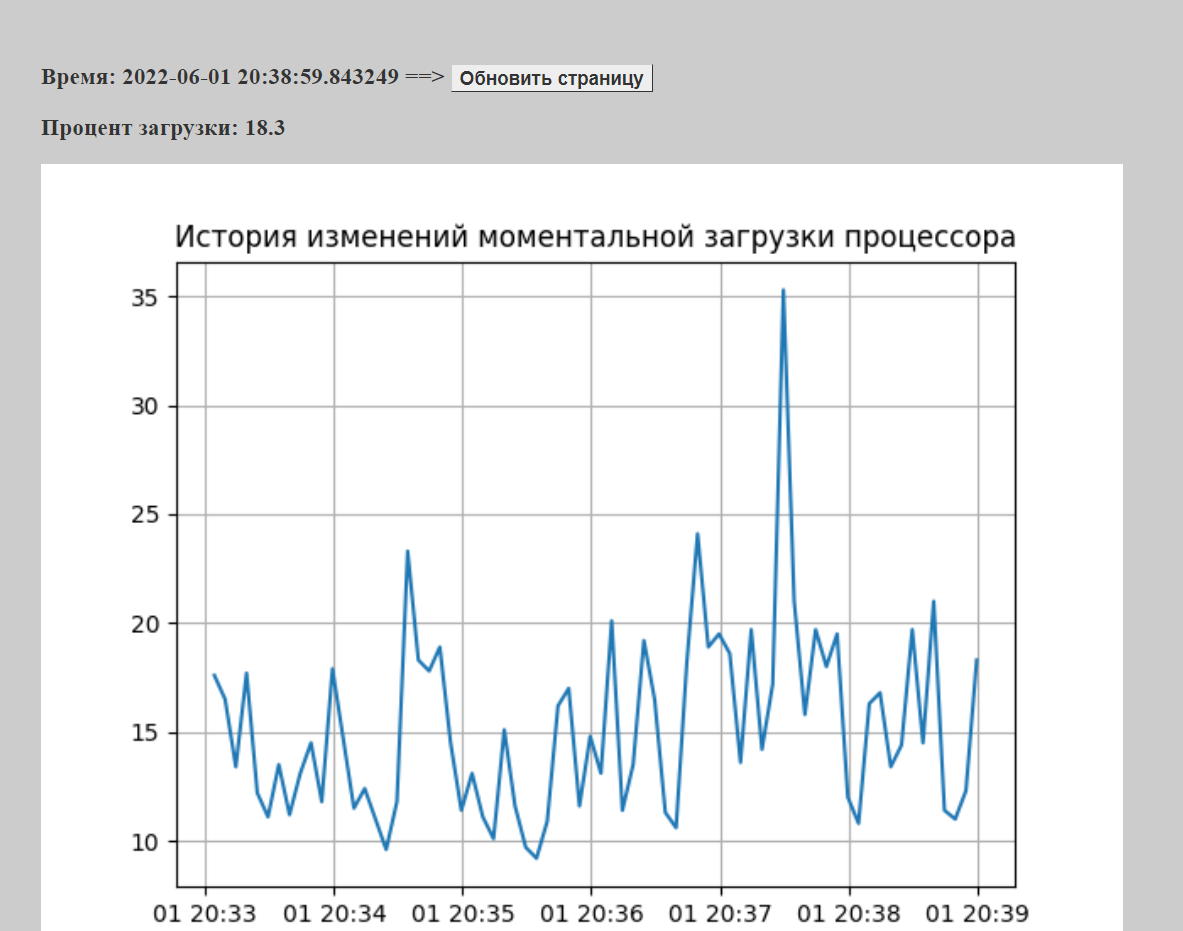 Время: 2022-06-01 20:38:59.843249 ==> Обновить страницу
Процент загрузки: 18.3
История изменений моментальной загрузки процессора
35
30
25
20
15
10
01 20:33 01 20:34 01 20:35 01 20:36 01 20:37 01 20:38 01 20:39